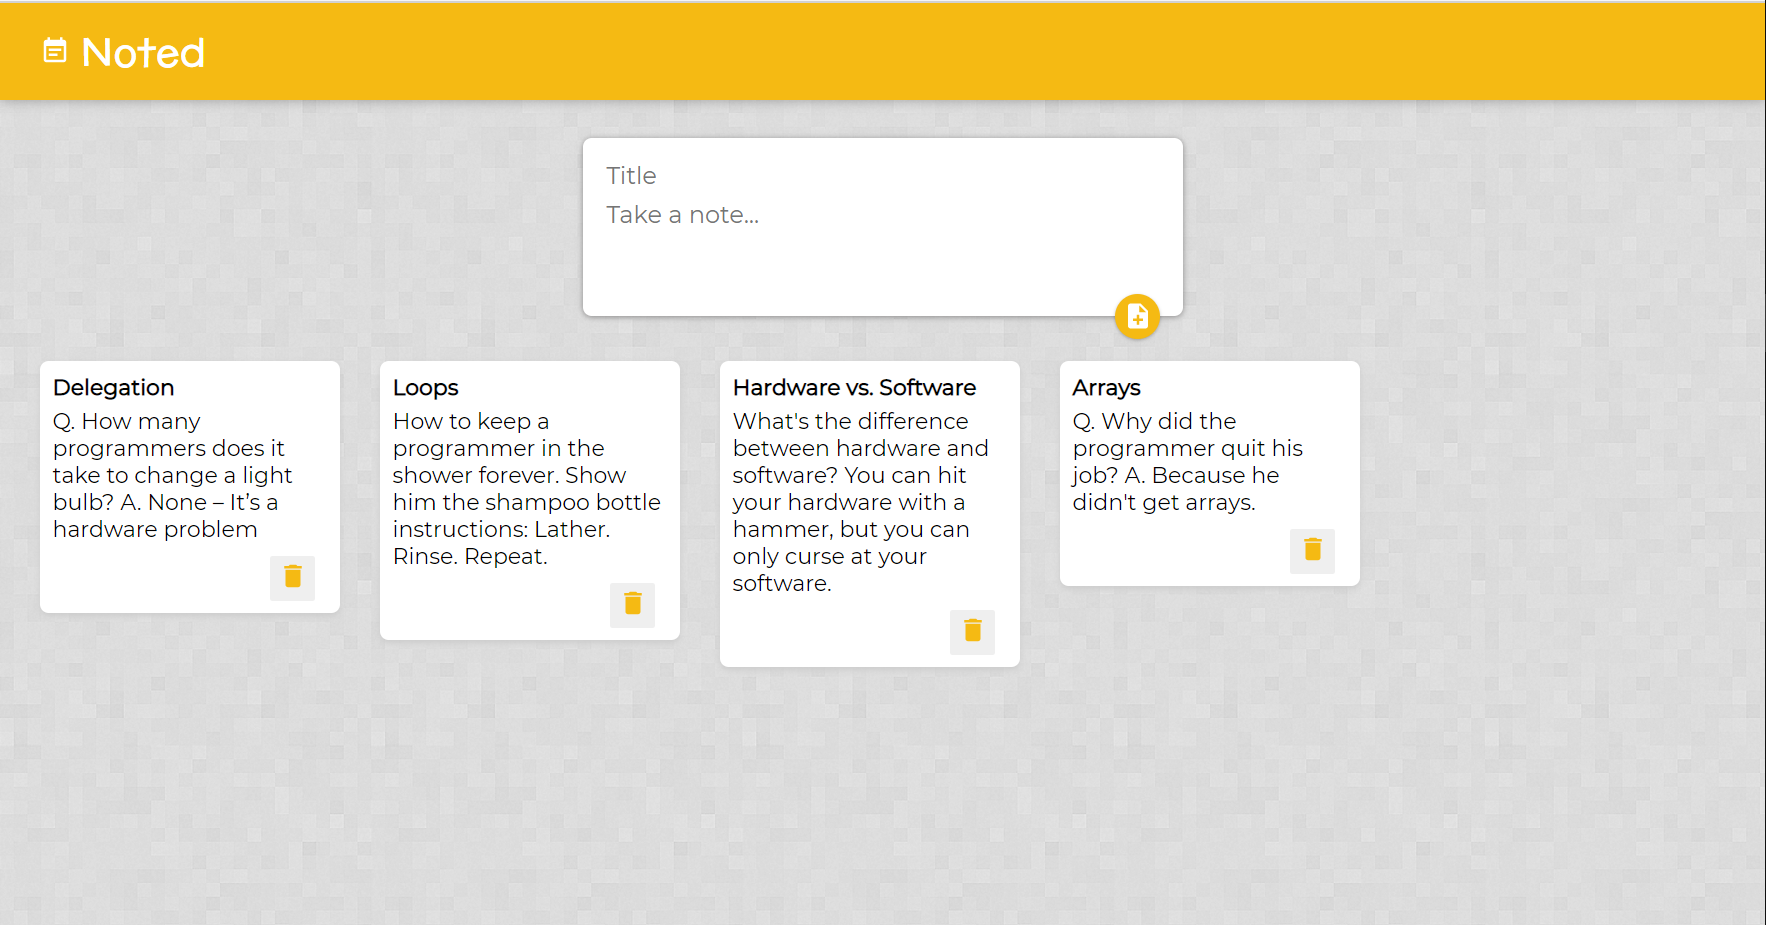 Noted
Title
Take a note...
Delegation
Q. How many
programmers does it
take to change a light
bulb? A. None – It’s a
hardware problem
Loops
How to keep a
programmer in the
shower forever. Show
him the shampoo bottle
instructions: Lather.
Rinse. Repeat.
Hardware vs. Software
What's the difference
between hardware and
software? You can hit
your hardware with a
hammer, but you can
only curse at your
software.
Arrays
Q. Why did the
programmer quit his
job? A. Because he
didn't get arrays.